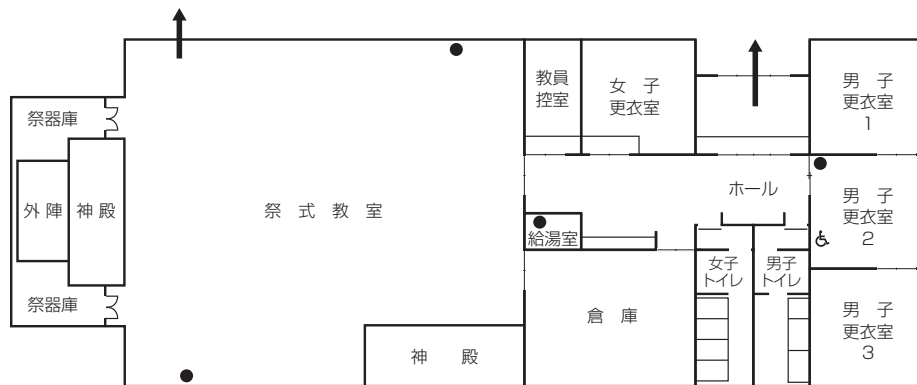 祭器庫
外陣
神殿
祭器庫
祭式教室
神殿
教員
控室
女子
更衣室
ホール
給湯室
倉庫
女子
トイレ
男子
トイレ
男子
更衣室
1
男子
更衣室
2
男子
更衣室
3